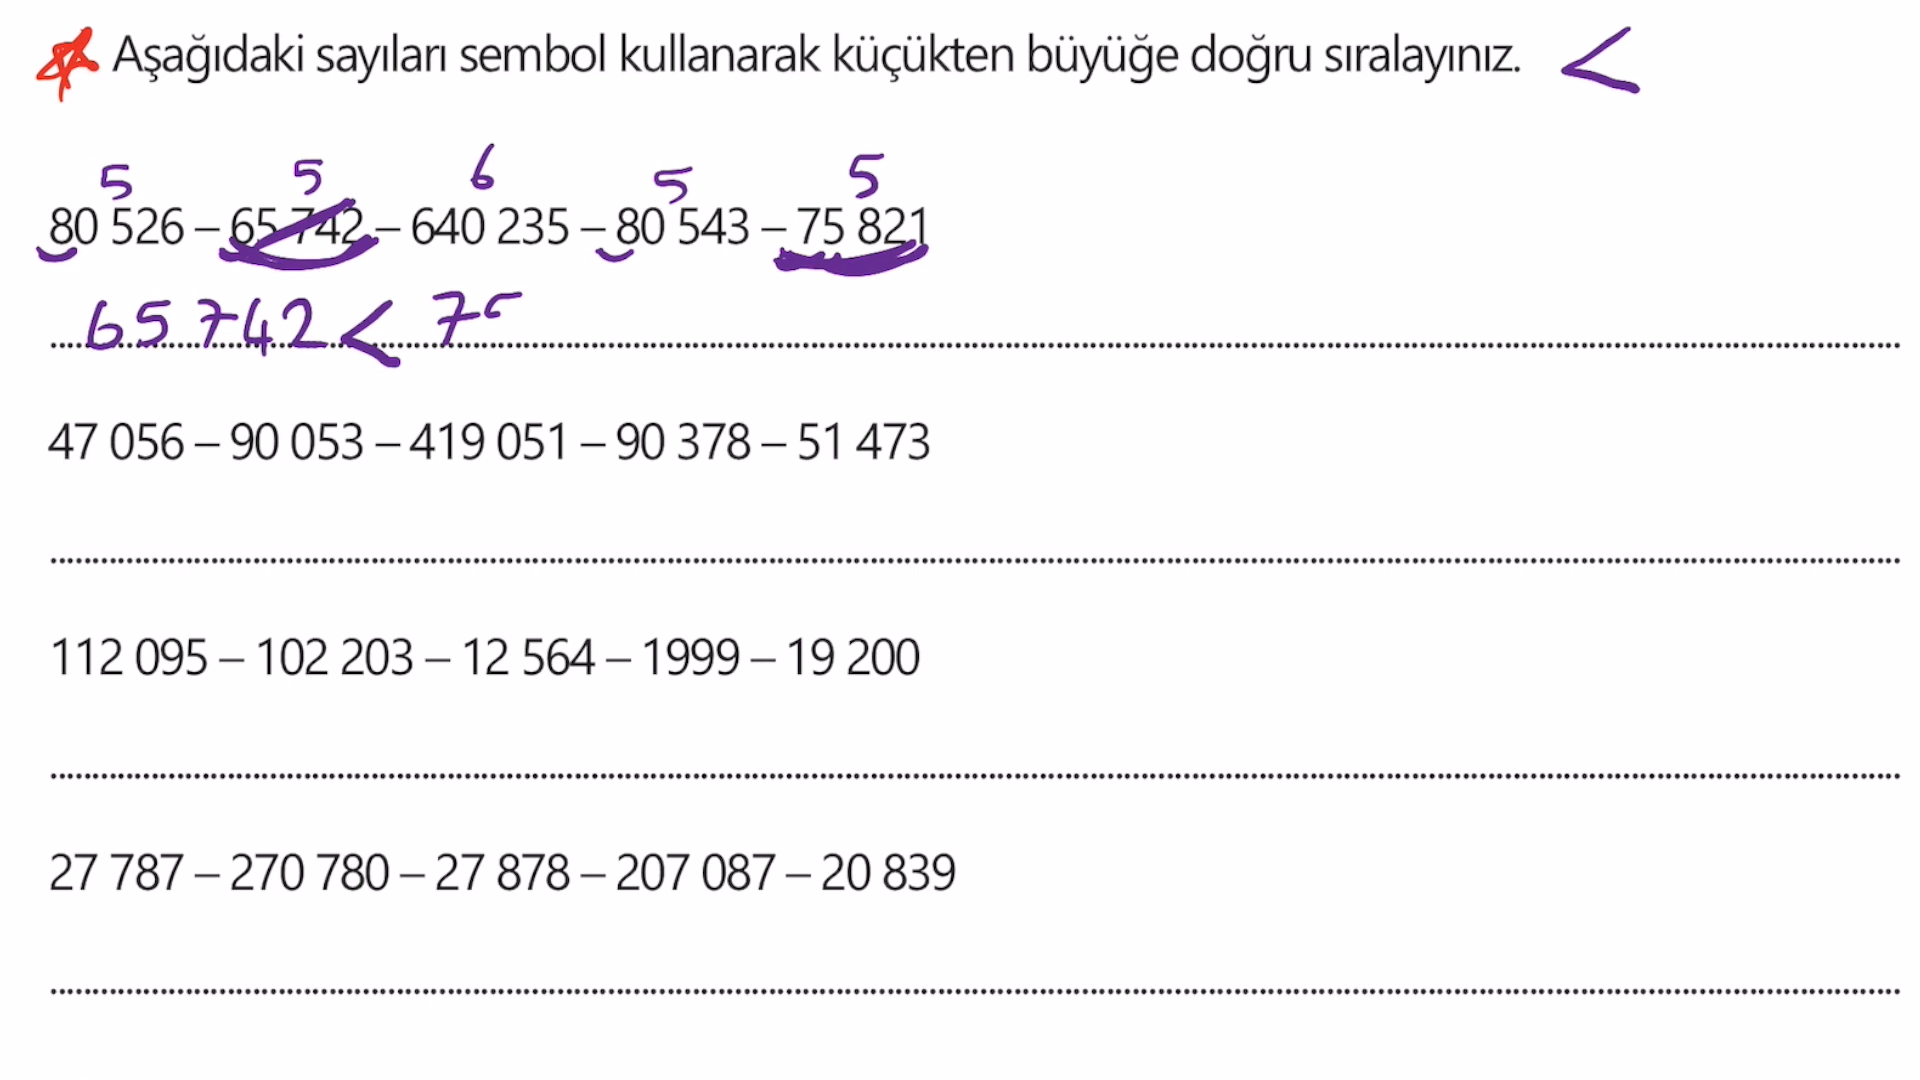 Aşağıdaki sayıları sembol kullanarak küçükten büyüğe doğru sıralayınız. <
5 5 6 5 5
80 526 – 65 742 – 640 235 – 80 543 – 75 821
65 742 < 7
47 056 – 90 053 – 419 051 – 90 378 – 51 473
112 095 – 102 203 – 12 564 – 1999 – 19 200
27 787 – 270 780 – 27 878 – 207 087 – 20 839